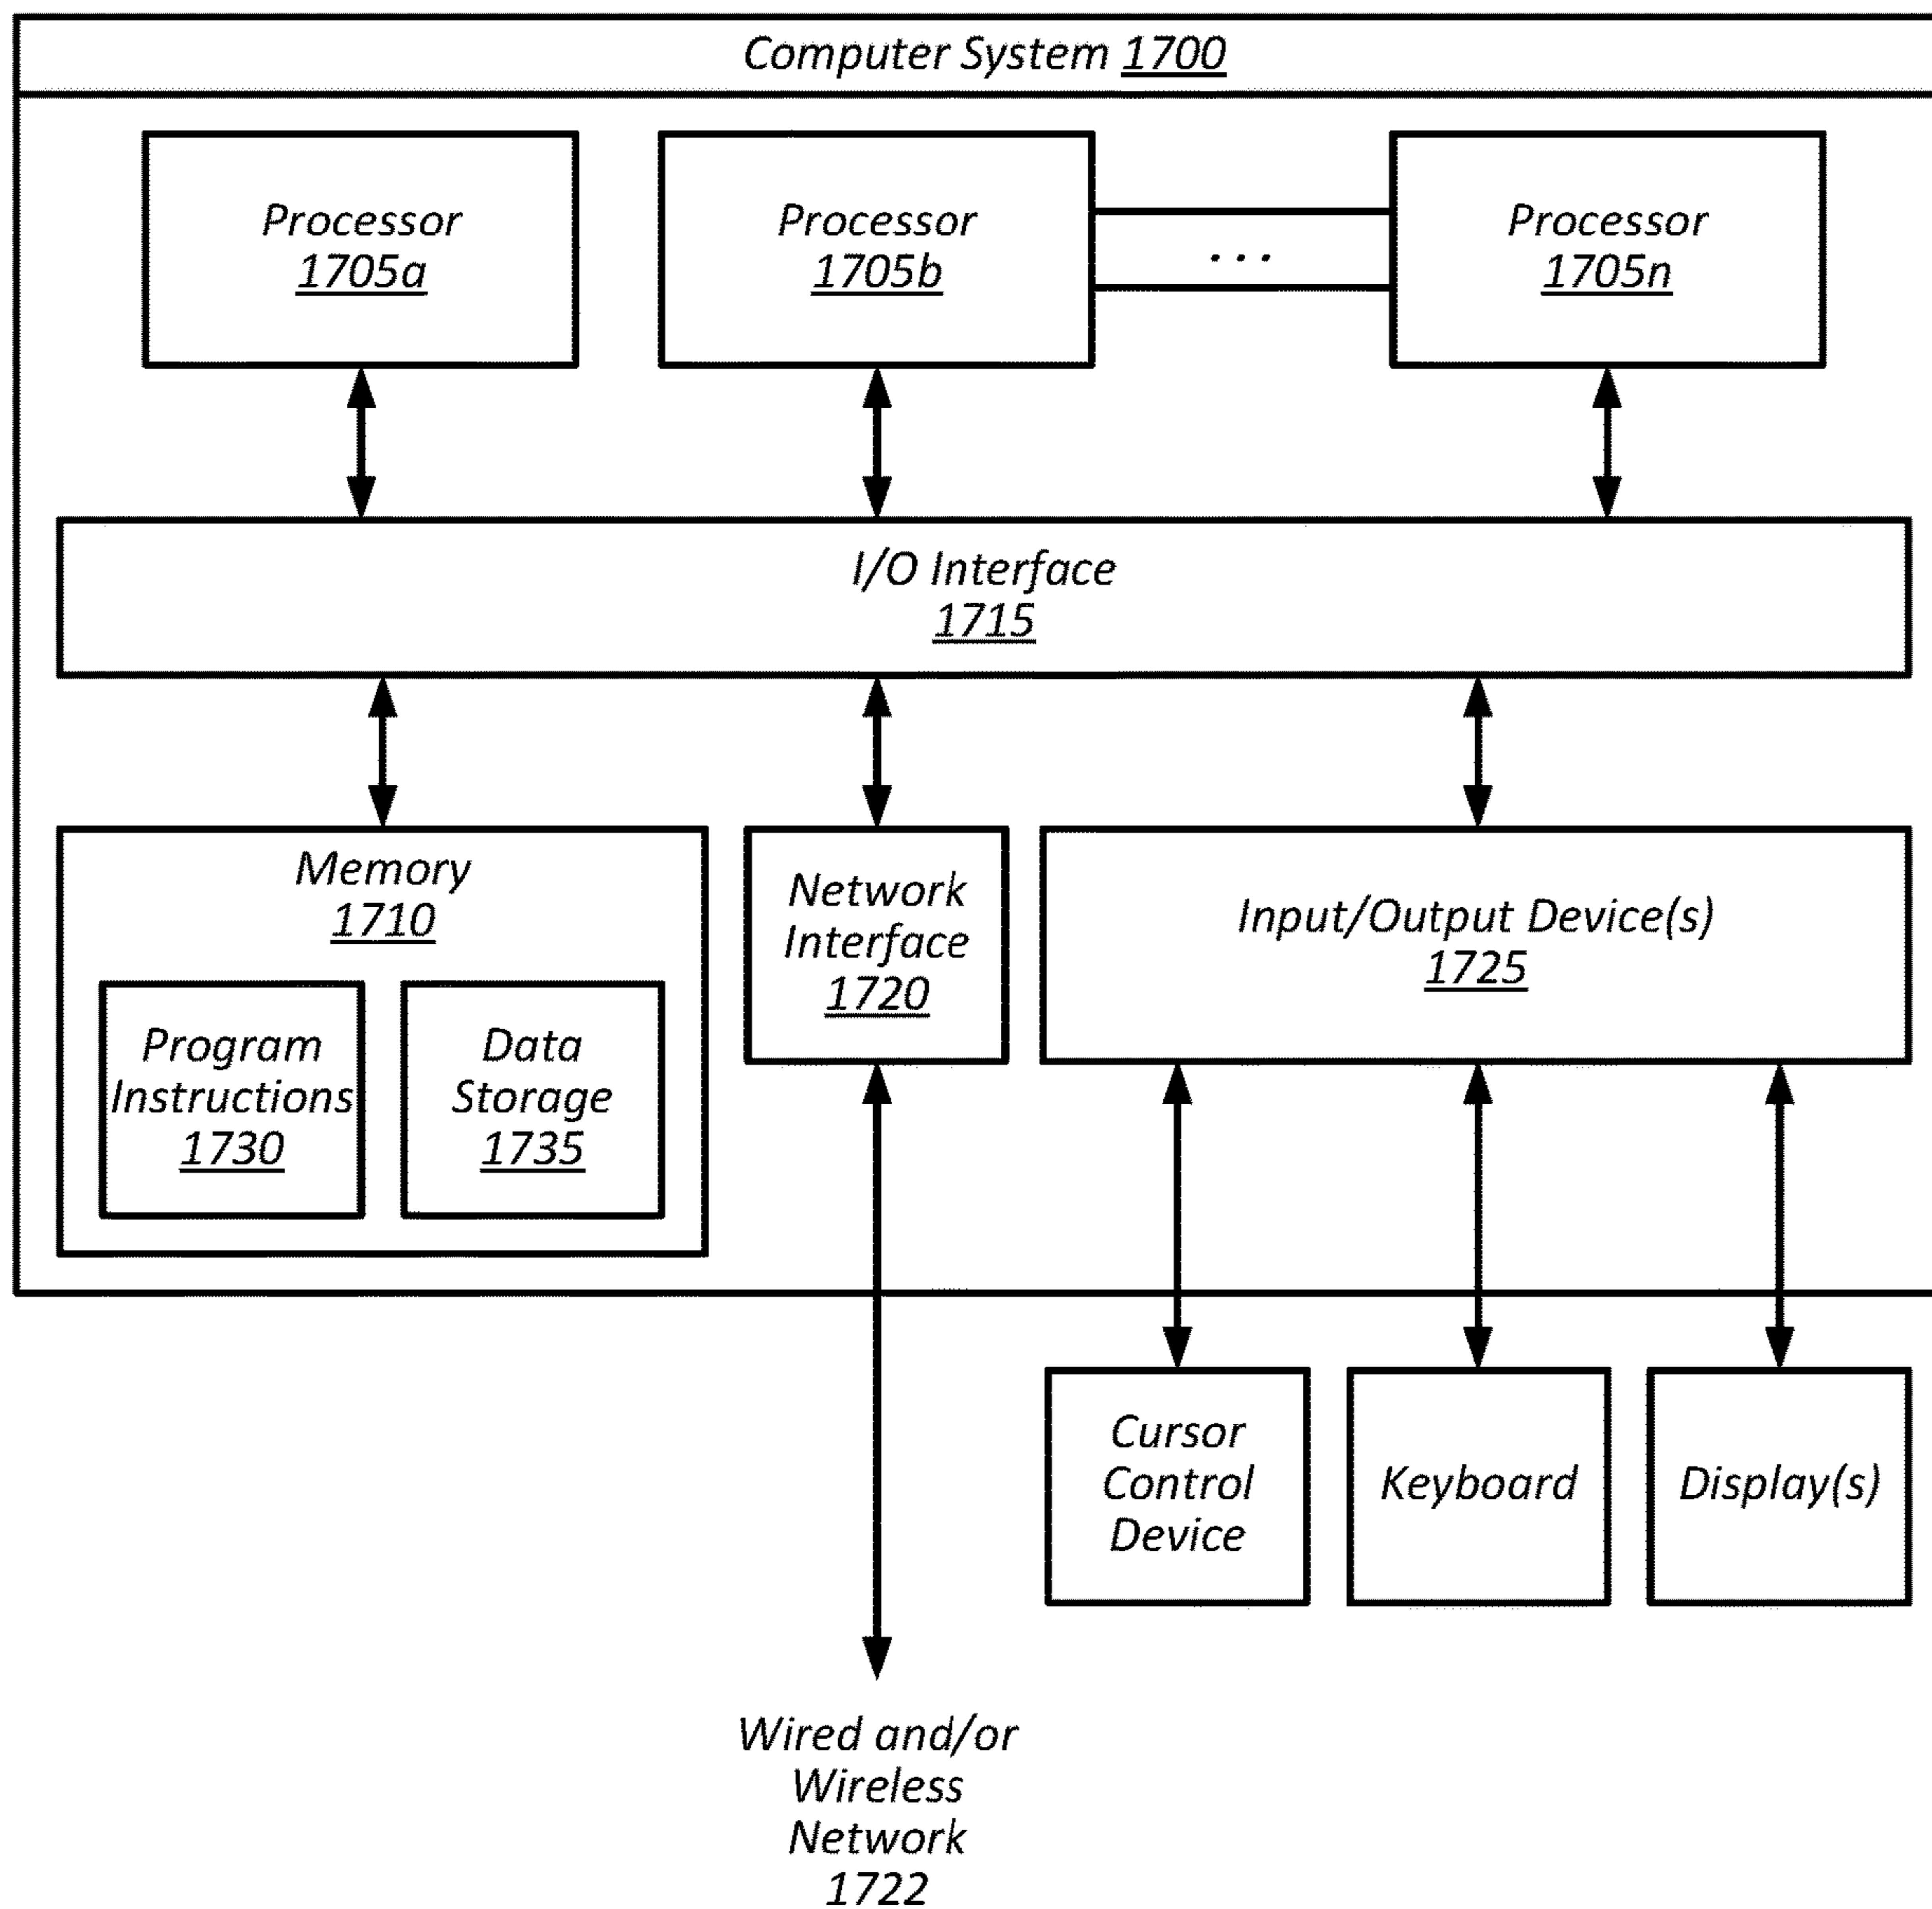 Computer System 1700
Processor
1705a
Processor
1705b
. . .
Processor
1705n
I/O Interface
1715
Memory
1710
Program
Instructions
1730
Data
Storage
1735
Network
Interface
1720
Input/Output Device(s)
1725
Cursor
Control
Device
Keyboard
Display(s)
Wired and/or
Wireless
Network
1722